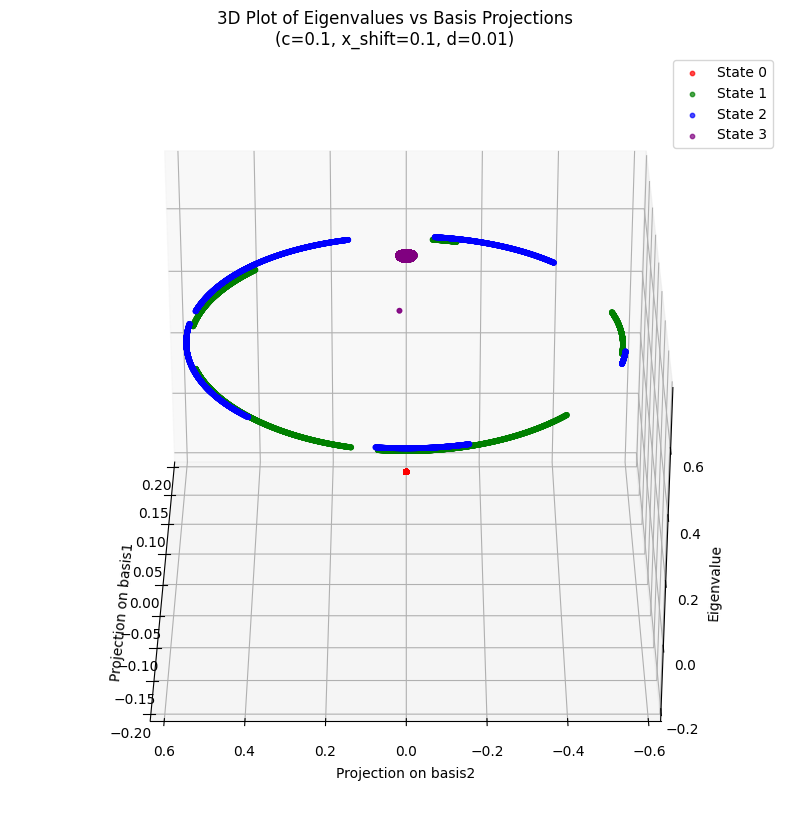 3D Plot of Eigenvalues vs Basis Projections
(c=0.1, x_shift=0.1, d=0.01)
State 0
State 1
State 2
State 3
0.20
0.15
0.10
0.05
0.00
−0.05
−0.10
−0.15
−0.20
Projection on basis1
0.6
0.4
0.2
0.0
−0.2
−0.4
−0.6
Projection on basis2
0.6
0.4
0.2
0.0
−0.2
Eigenvalue